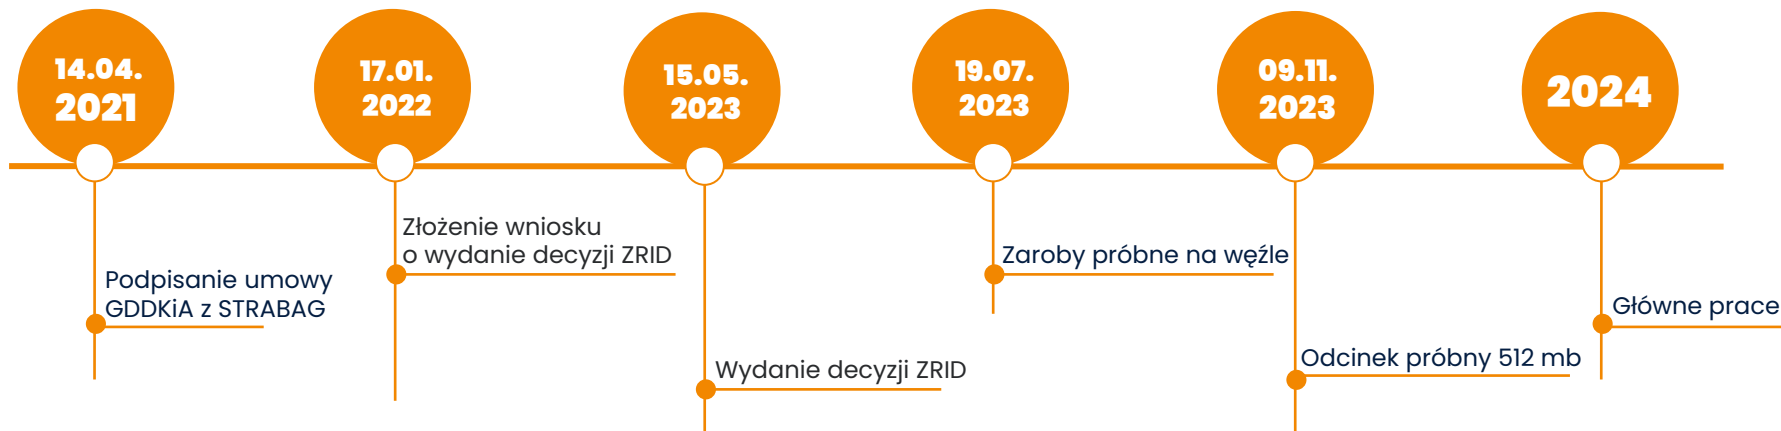 14.04.
2021
17.01.
2022
15.05.
2023
19.07.
2023
09.11.
2023
2024
Podpisanie umowy
GDDKiA z STRABAG
Złożenie wniosku
o wydanie decyzji ZRID
Wydanie decyzji ZRID
Zaroby próbne na węźle
Odcinek próbny 512 mb
Główne prace